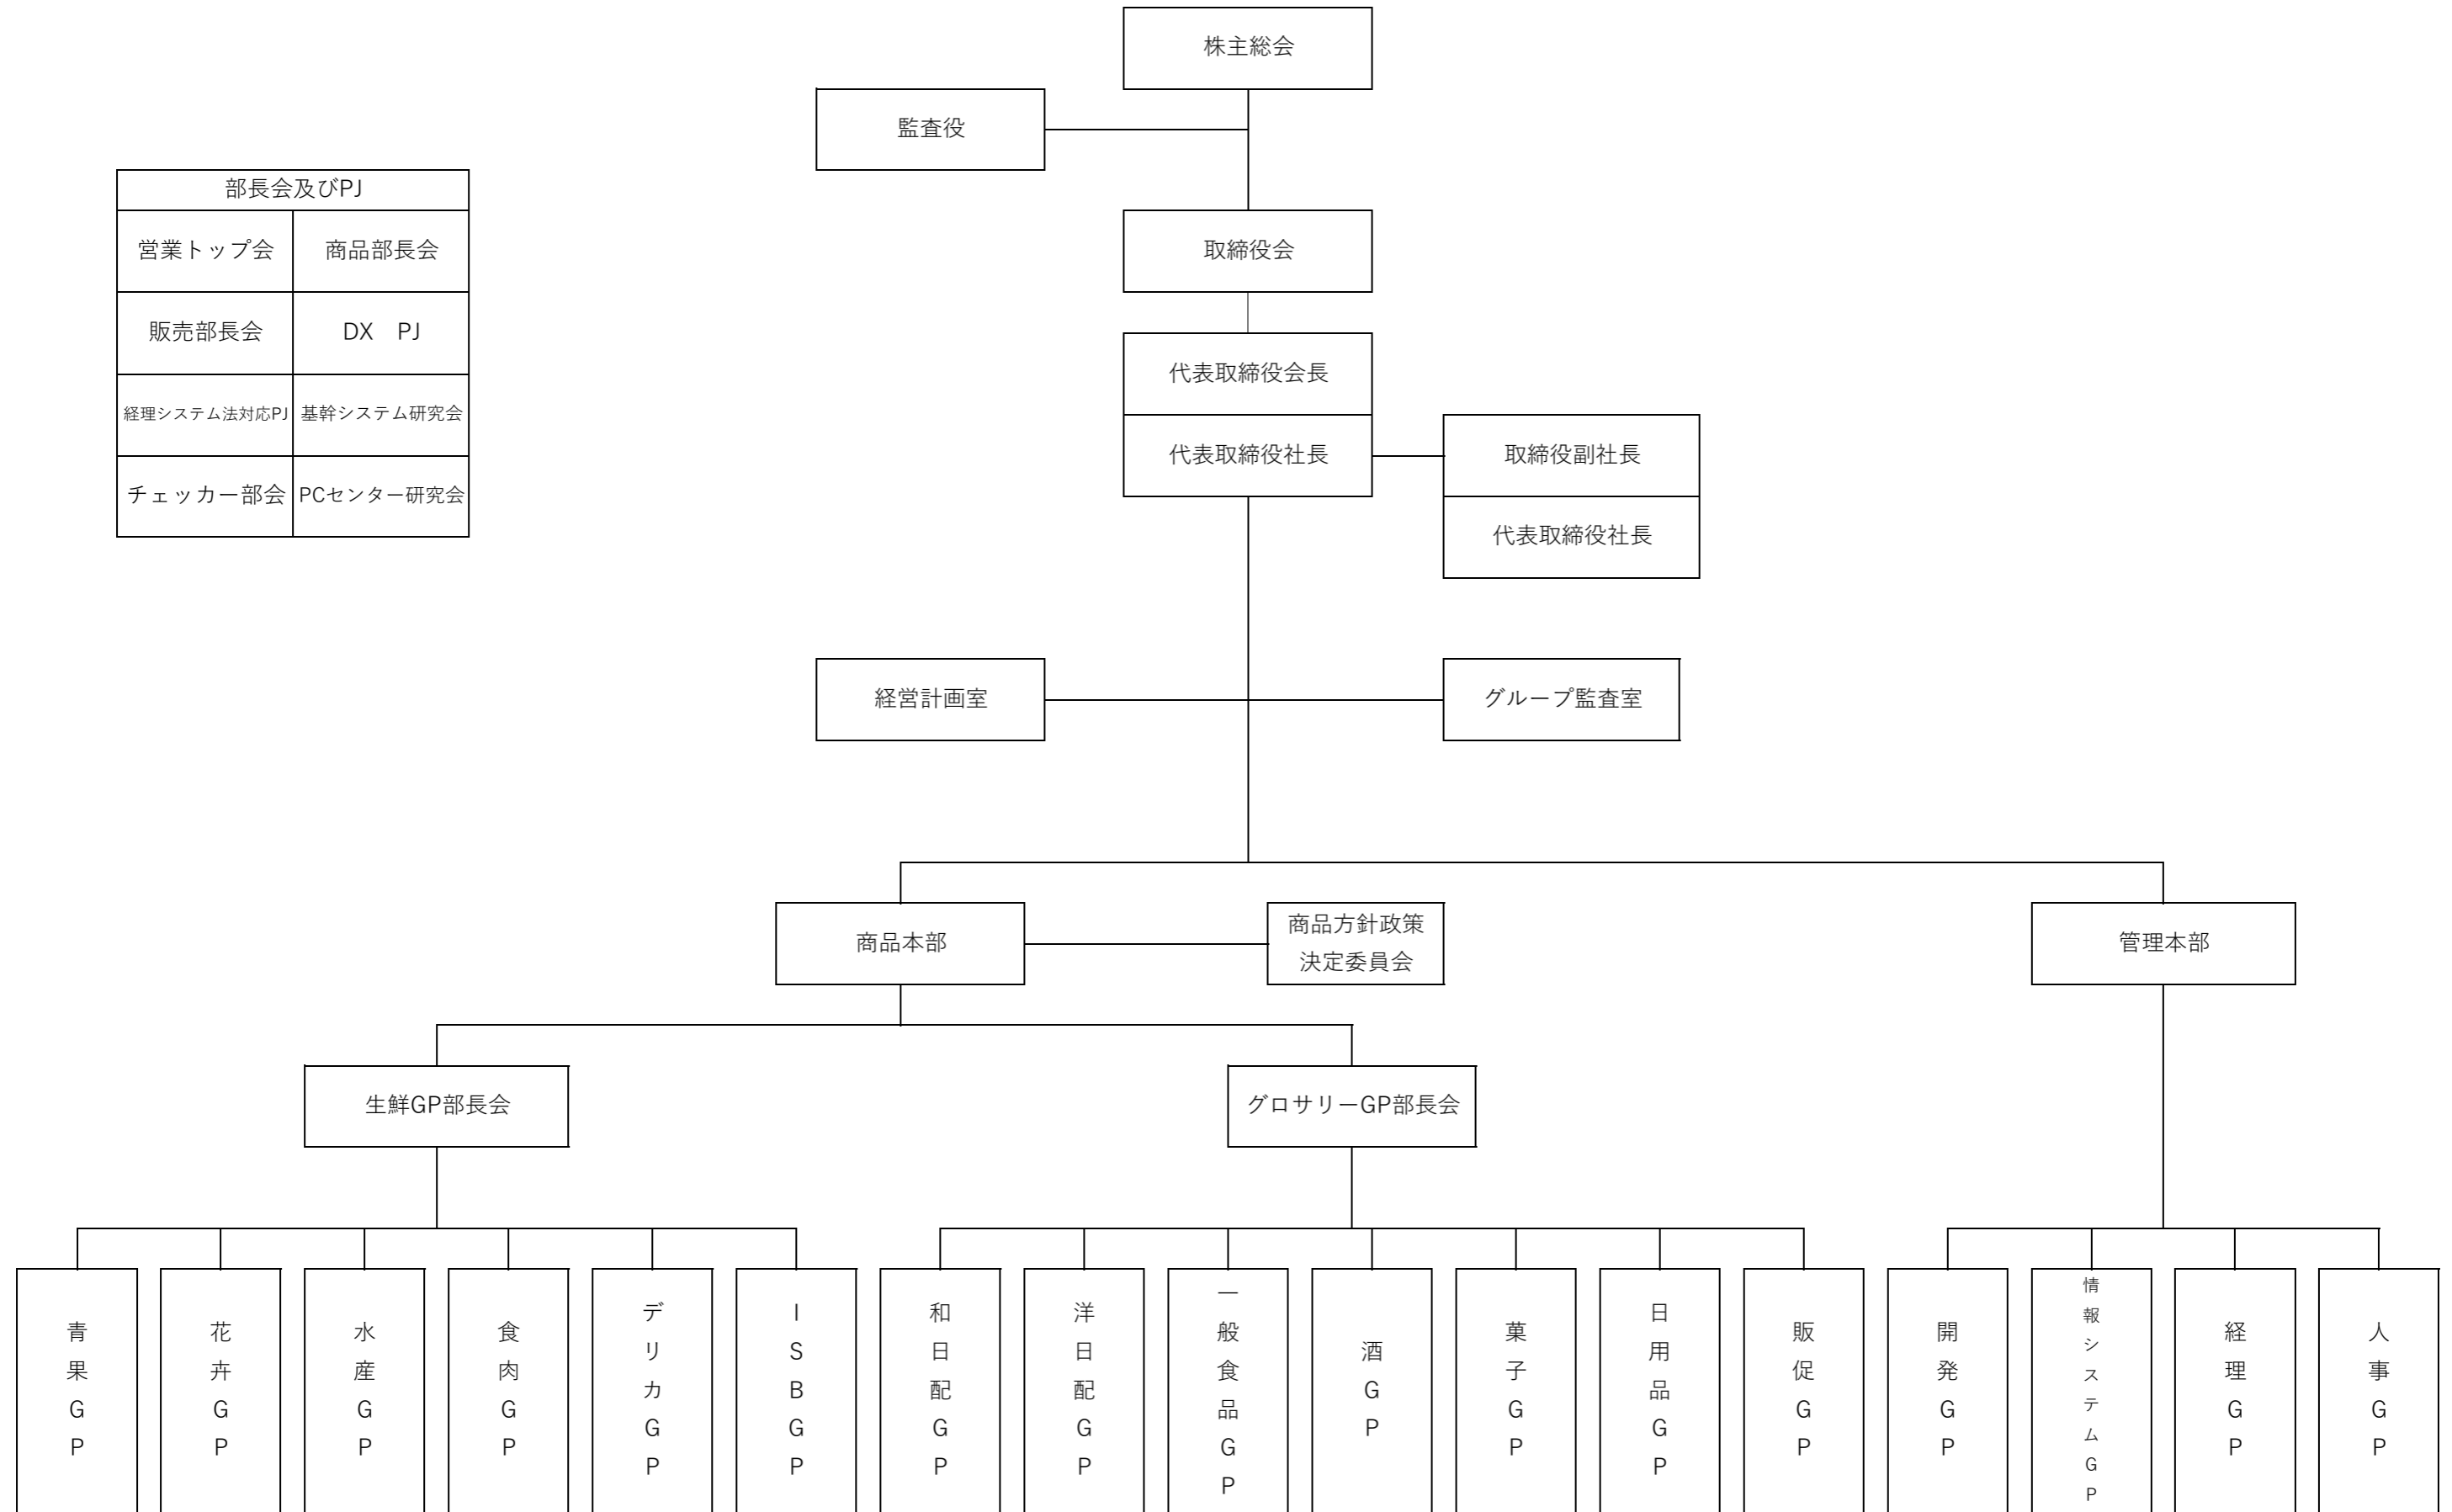 株主総会
監査役
部長会及びPJ
営業トップ会
商品部長会
取締役会
販売部長会
DX　PJ
代表取締役会長
経理システム法対応PJ
基幹システム研究会
代表取締役社長
取締役副社長
チェッカー部会
PCセンター研究会
代表取締役社長
経営計画室
グループ監査室
商品本部
商品方針政策
決定委員会
管理本部
生鮮GP部長会
グロサリーGP部長会
青果GP
花卉GP
水産GP
食肉GP
デリカGP
ISBGP
和日配GP
洋日配GP
一般食品GP
酒GP
菓子GP
日用品GP
販促GP
開発GP
情報システムGP
経理GP
人事GP